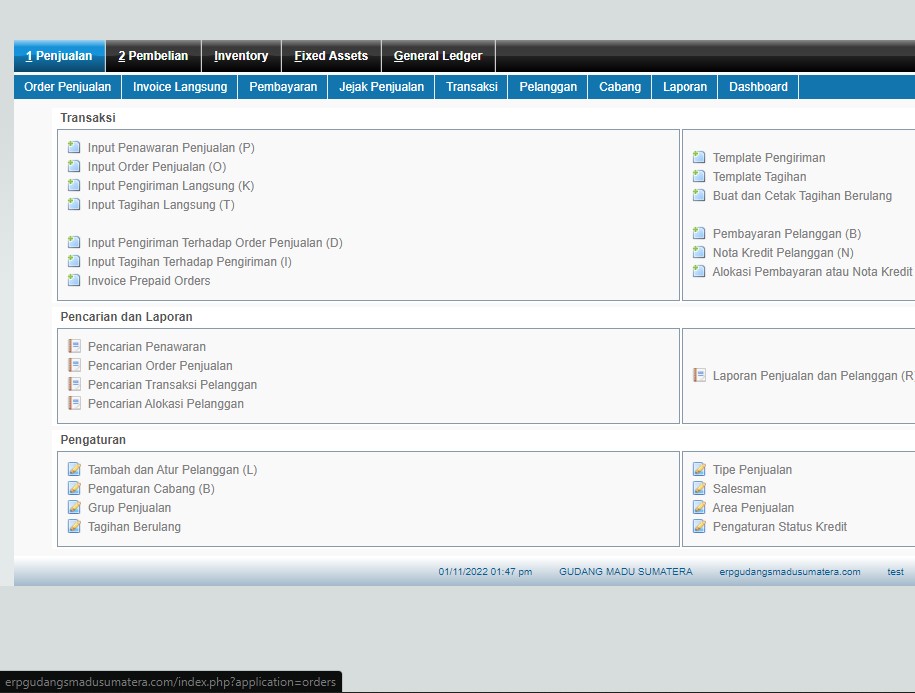 1 Penjualan 2 Pembelian Inventory Fixed Assets General Ledger
Order Penjualan Invoice Langsung Pembayaran Jejak Penjualan Transaksi Pelanggan Cabang Laporan Dashboard
Transaksi
Input Penawaran Penjualan (P)
Input Order Penjualan (O)
Input Pengiriman Langsung (K)
Input Tagihan Langsung (T)
Input Pengiriman Terhadap Order Penjualan (D)
Input Tagihan Terhadap Pengiriman (I)
Invoice Prepaid Orders
Template Pengiriman
Template Tagihan
Buat dan Cetak Tagihan Berulang
Pembayaran Pelanggan (B)
Nota Kredit Pelanggan (N)
Alokasi Pembayaran atau Nota Kredit
Pencarian dan Laporan
Pencarian Penawaran
Pencarian Order Penjualan
Pencarian Transaksi Pelanggan
Pencarian Alokasi Pelanggan
Laporan Penjualan dan Pelanggan (R
Pengaturan
Tambah dan Atur Pelanggan (L)
Pengaturan Cabang (B)
Grup Penjualan
Tagihan Berulang
Tipe Penjualan
Salesman
Area Penjualan
Pengaturan Status Kredit
01/11/2022 01:47 pm GUDANG MADU SUMATERA erpgudangsmadusumatera.com test
erpgudangsmadusumatera.com/index.php?application=orders